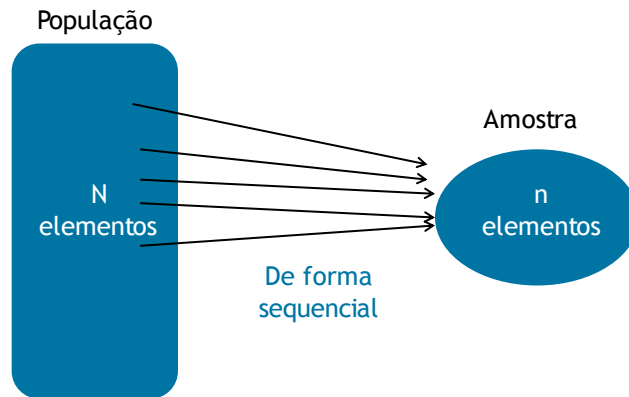 População
Amostra
N
elementos
n
elementos
De forma
sequencial